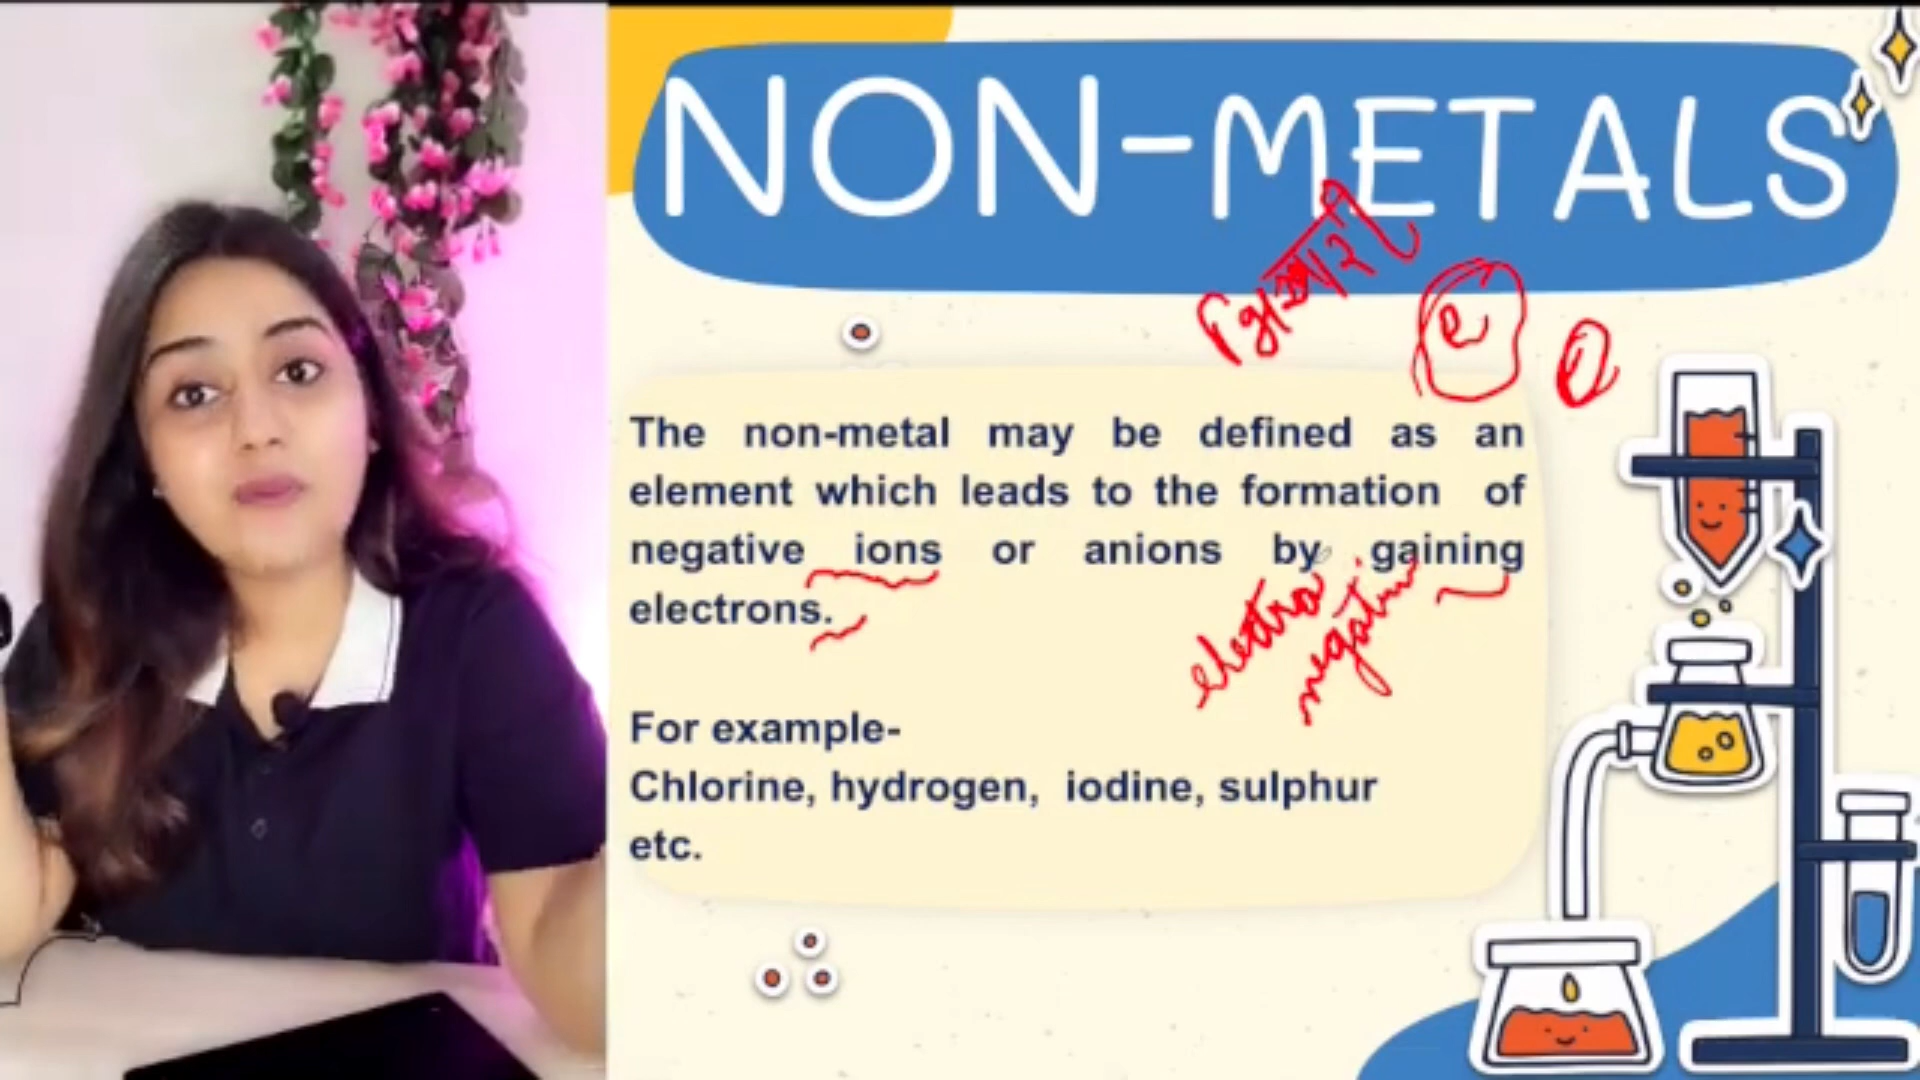 NON-METALS
भिखारी
e
The non-metal may be defined as an
element which leads to the formation of
negative ions or anions by gaining
electrons.
electro
negative
For example-
Chlorine, hydrogen, iodine, sulphur
etc.